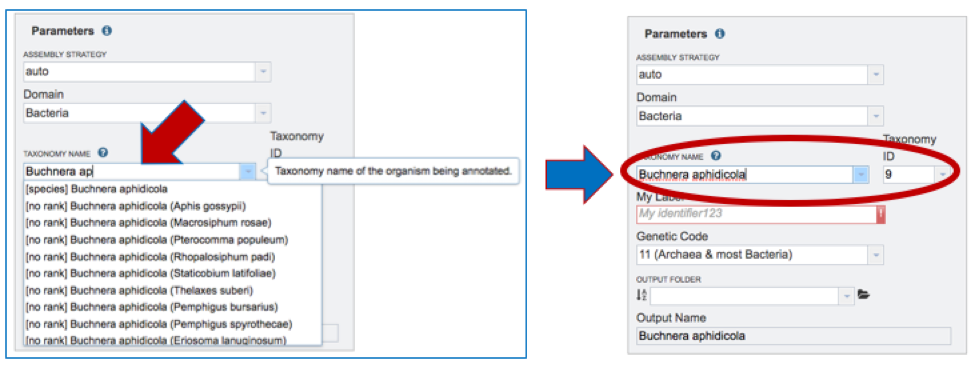 Parameters
ASSEMBLY STRATEGY
auto
Domain
Bacteria
Taxonomy
ID
TAXONOMY NAME
Buchnera ap
Taxonomy name of the organism being annotated.
[species] Buchnera aphidicola
[no rank] Buchnera aphidicola (Aphis gossypii)
[no rank] Buchnera aphidicola (Macrosiphum rosae)
[no rank] Buchnera aphidicola (Pterocomma populeum)
[no rank] Buchnera aphidicola (Rhopalosiphum padi)
[no rank] Buchnera aphidicola (Staticobium latifoliae)
[no rank] Buchnera aphidicola (Thelaxes suberi)
[no rank] Buchnera aphidicola (Pemphigus bursarius)
[no rank] Buchnera aphidicola (Pemphigus spyrothecae)
[no rank] Buchnera aphidicola (Eriosoma lanuginosum)
Parameters
ASSEMBLY STRATEGY
auto
Domain
Bacteria
Taxonomy
ID
TAXONOMY NAME
Buchnera aphidicola
9
My Label
My identifier123
Genetic Code
11 (Archaea & most Bacteria)
OUTPUT FOLDER
Output Name
Buchnera aphidicola